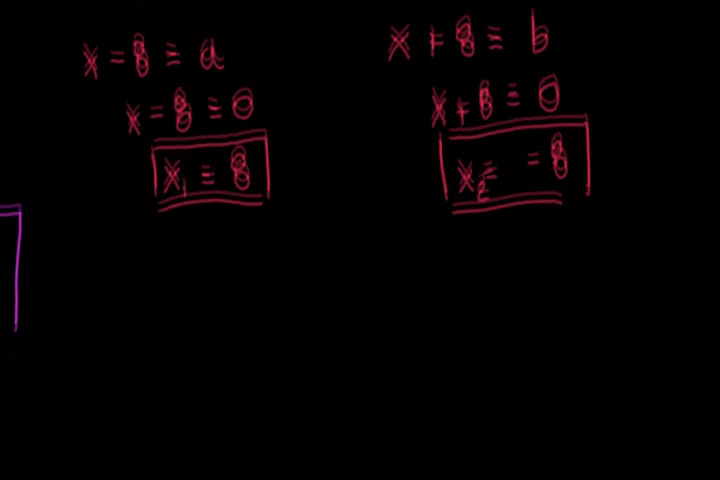 x - 8 = a
x - 8 = 0
x₁ = 8
x + 8 = b
x + 8 = 0
x₂ = - 8